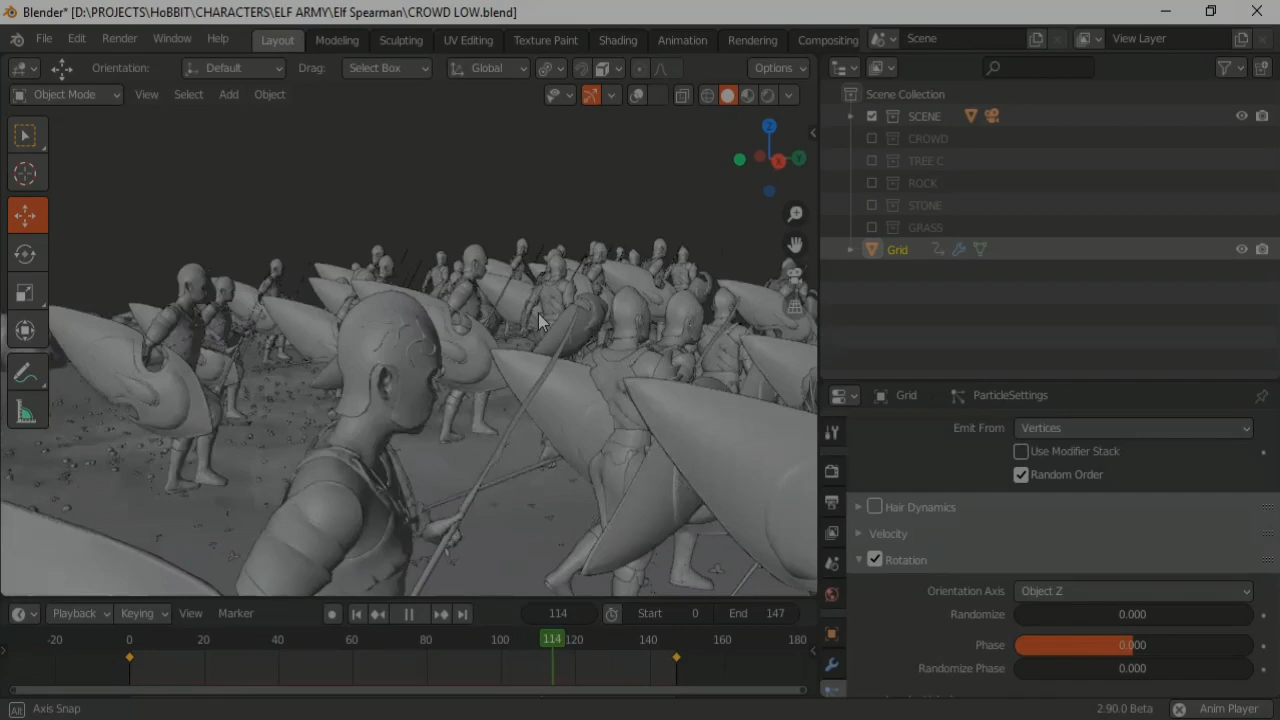 Blender* [D:\PROJECTS\HoBBIT\CHARACTERS\ELF ARMY\Elf Spearman\CROWD LOW.blend]
File Edit Render Window Help Layout Modeling Sculpting UV Editing Texture Paint Shading Animation Rendering Compositing Scene View Layer
Orientation: Default Drag: Select Box Global Options
Object Mode View Select Add Object
Scene Collection
SCENE
CROWD
TREE C
ROCK
STONE
GRASS
Grid
Z
X
Y
Grid ParticleSettings
Emit From Vertices
Use Modifier Stack
Random Order
Hair Dynamics
Velocity
Rotation
Orientation Axis Object Z
Randomize 0.000
Phase 0.000
Randomize Phase 0.000
Playback Keying View Marker 114 Start 0 End 147
-20 0 20 40 60 80 100 114 120 140 160 180
Alt Axis Snap 2.90.0 Beta Anim Player